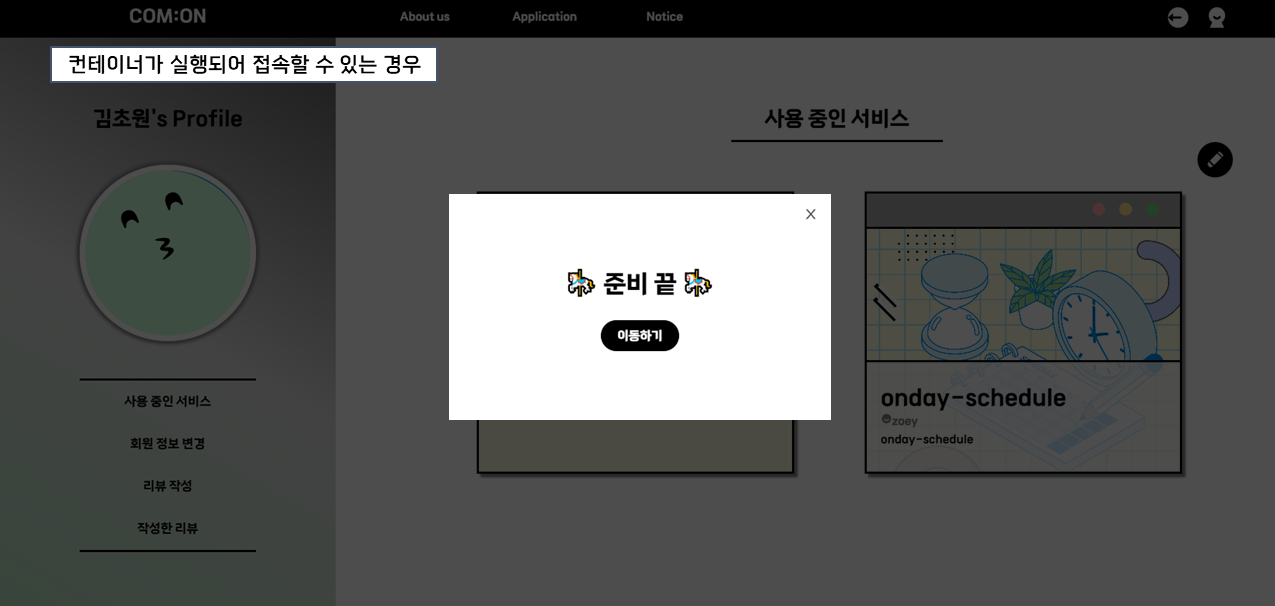 COM:ON
About us
Application
Notice
컨테이너가 실행되어 접속할 수 있는 경우
김초원's Profile
사용 중인 서비스
회원 정보 변경
리뷰 작성
작성한 리뷰
사용 중인 서비스
X
준비 끝
이동하기
onday-schedule
zoey
onday-schedule